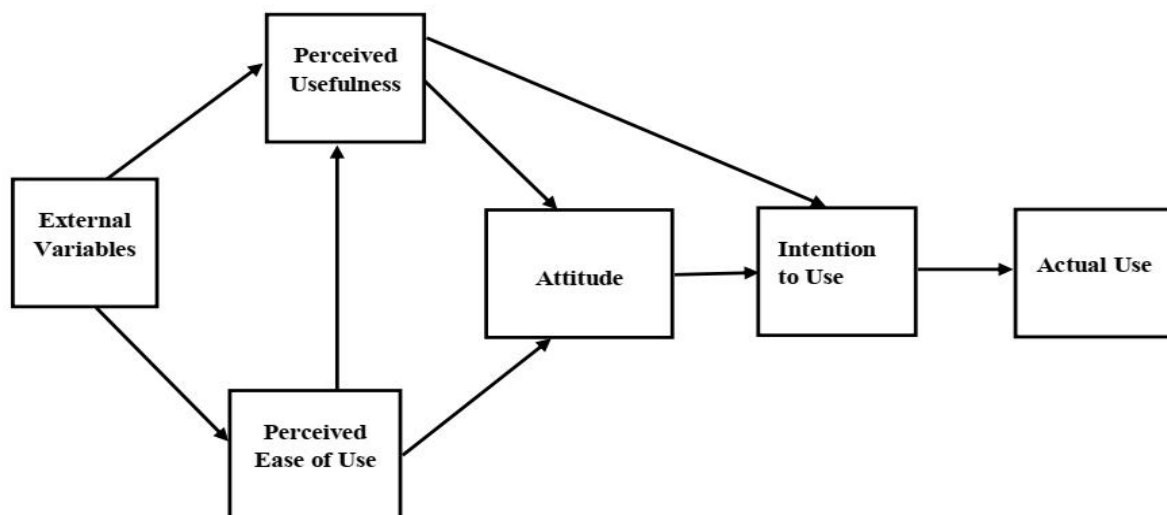 Perceived
Usefulness
External
Variables
Attitude
Intention
to Use
Actual Use
Perceived
Ease of Use